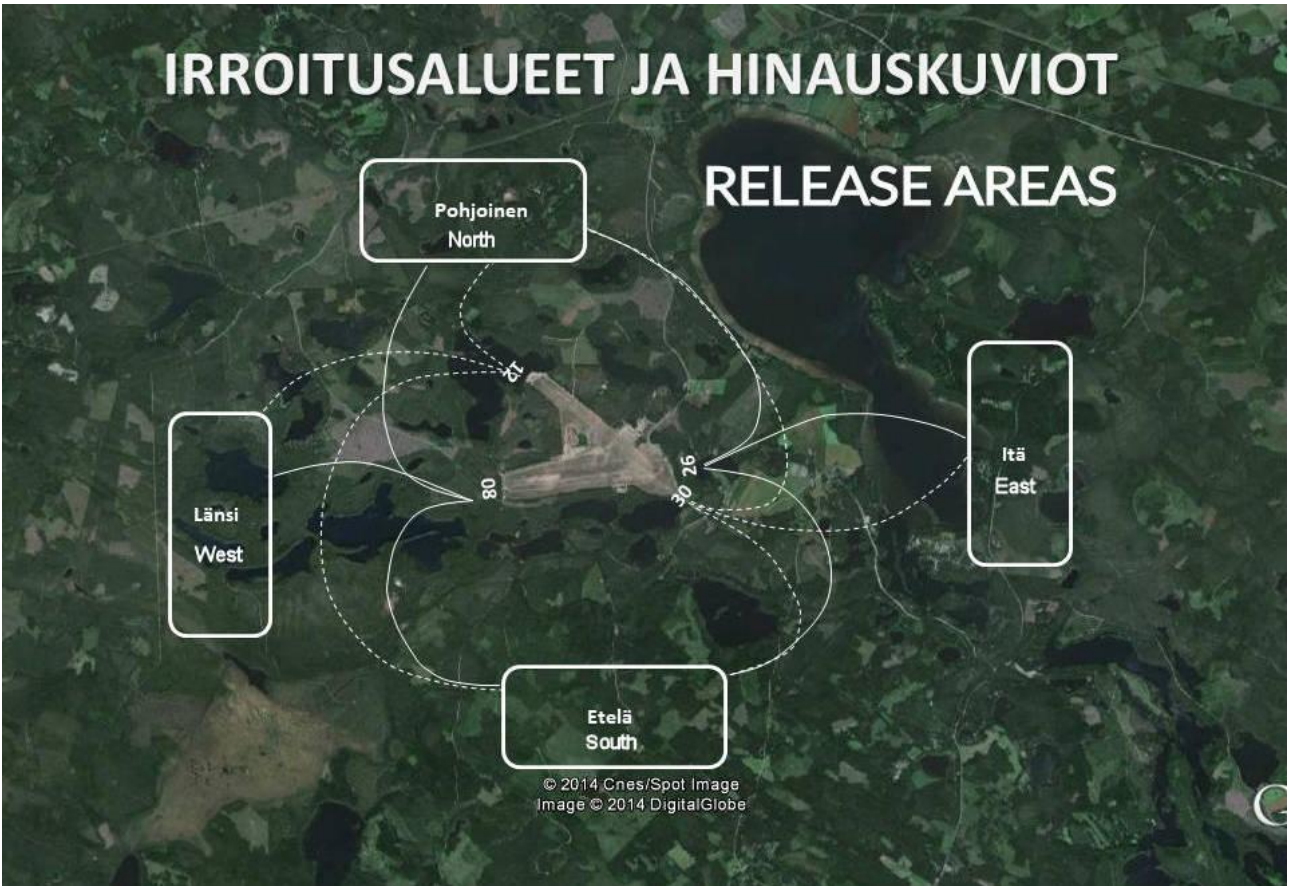 IRROITUSALUEET JA HINAUSKUVIOT
RELEASE AREAS
Pohjoinen
North
12
Länsi
West
08
26
30
Itä
East
Etelä
South
© 2014 Cnes/Spot Image
Image © 2014 DigitalGlobe
G